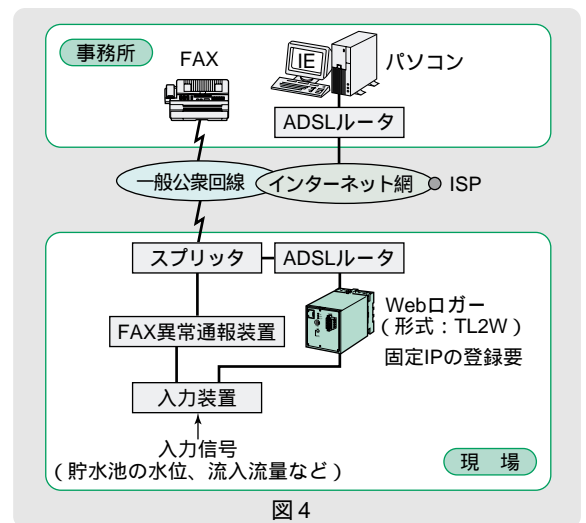 事務所
FAX
IE
パソコン
ADSLルータ
一般公衆回線
インターネット網
ISP
スプリッタ
ADSLルータ
Webロガー
(形式:TL2W)
固定IPの登録要
FAX異常通報装置
入力装置
入力信号
(貯水池の水位、流入流量など)
現 場
図4